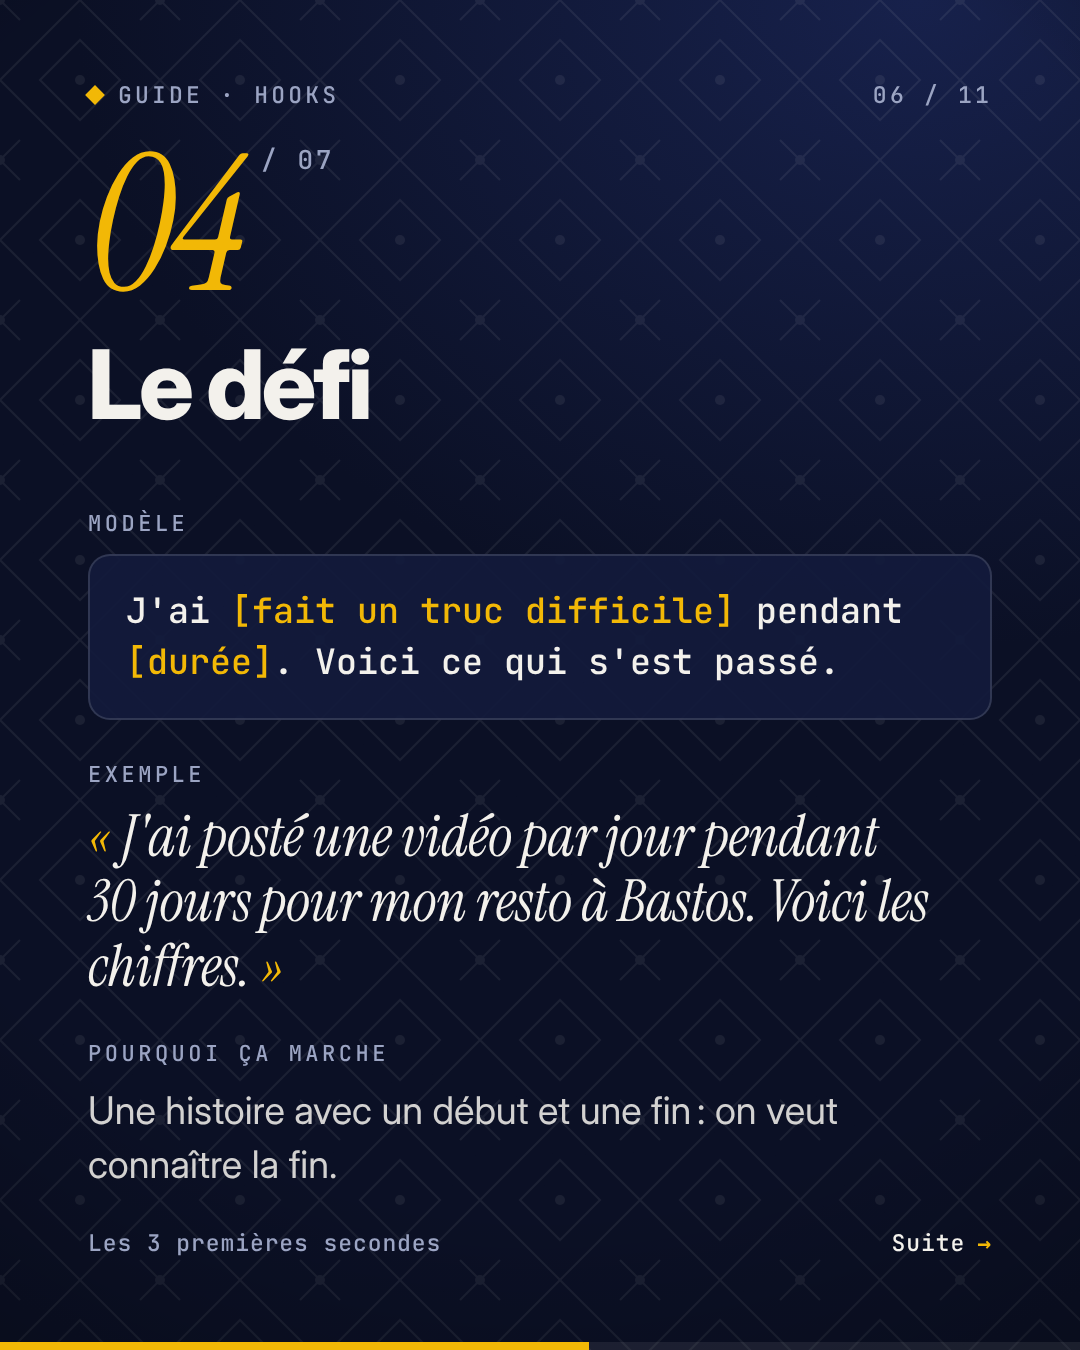 ◆ GUIDE · HOOKS
06 / 11
04 / 07
Le défi
MODÈLE
J'ai [fait un truc difficile] pendant
[durée]. Voici ce qui s'est passé.
EXEMPLE
« J'ai posté une vidéo par jour pendant
30 jours pour mon resto à Bastos. Voici les
chiffres. »
POURQUOI ÇA MARCHE
Une histoire avec un début et une fin : on veut
connaître la fin.
Les 3 premières secondes
Suite →